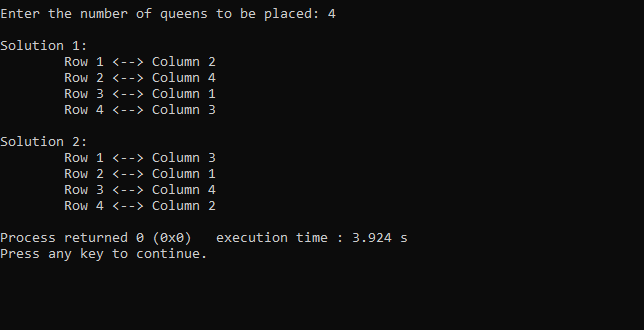 Enter the number of queens to be placed: 4
Solution 1:
Row 1 <--> Column 2
Row 2 <--> Column 4
Row 3 <--> Column 1
Row 4 <--> Column 3
Solution 2:
Row 1 <--> Column 3
Row 2 <--> Column 1
Row 3 <--> Column 4
Row 4 <--> Column 2
Process returned 0 (0x0)   execution time : 3.924 s
Press any key to continue.